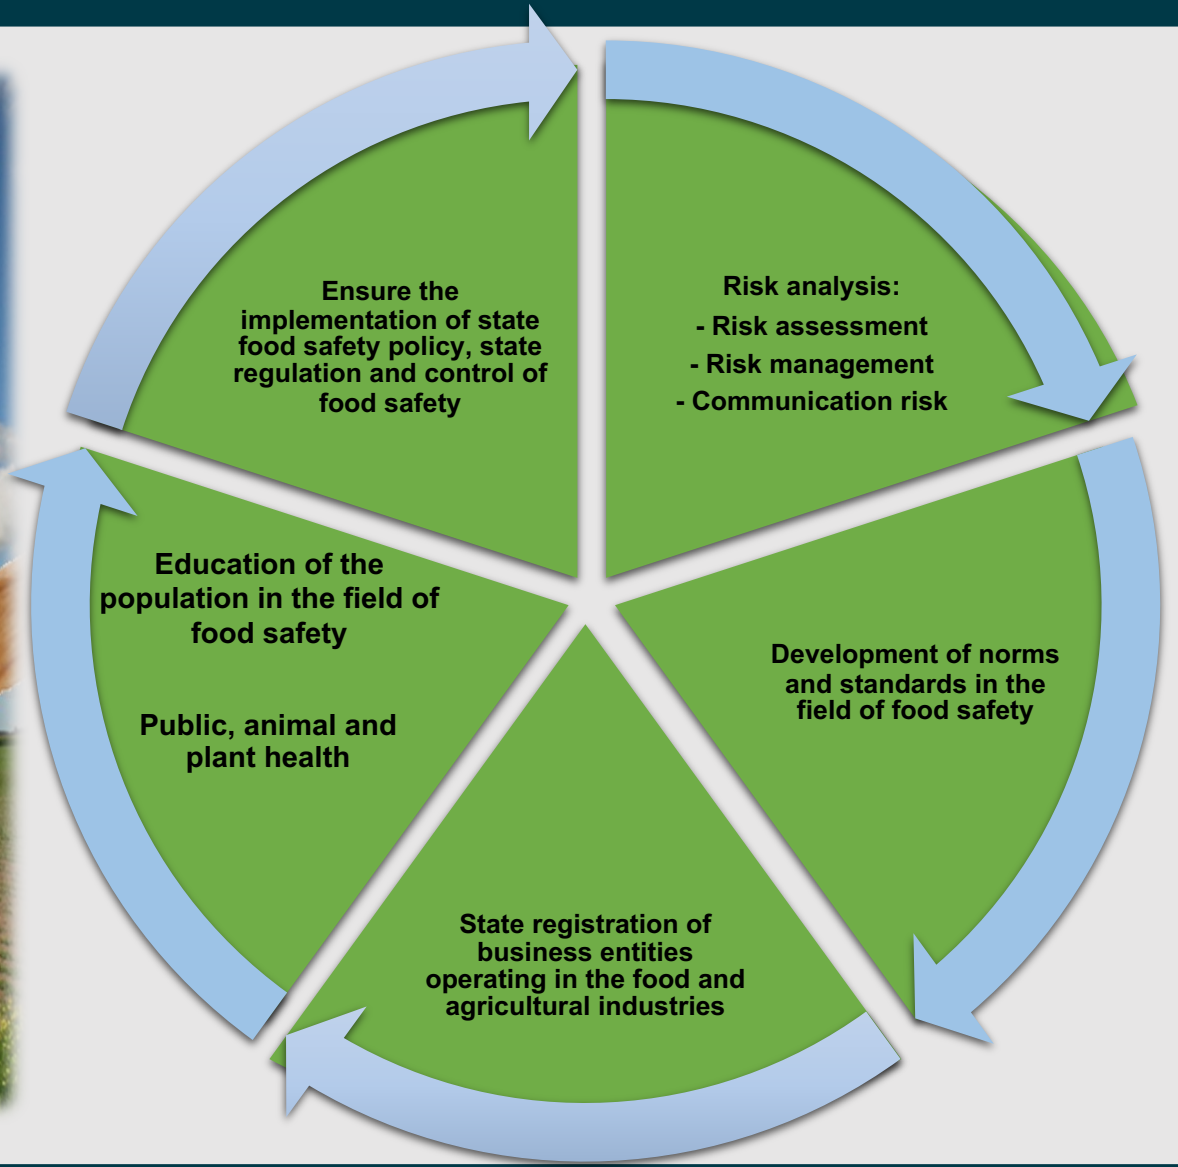 Ensure the
implementation of state
food safety policy, state
regulation and control of
food safety
Risk analysis:
- Risk assessment
- Risk management
- Communication risk
Development of norms
and standards in the
field of food safety
State registration of
business entities
operating in the food and
agricultural industries
Education of the
population in the field of
food safety
Public, animal and
plant health